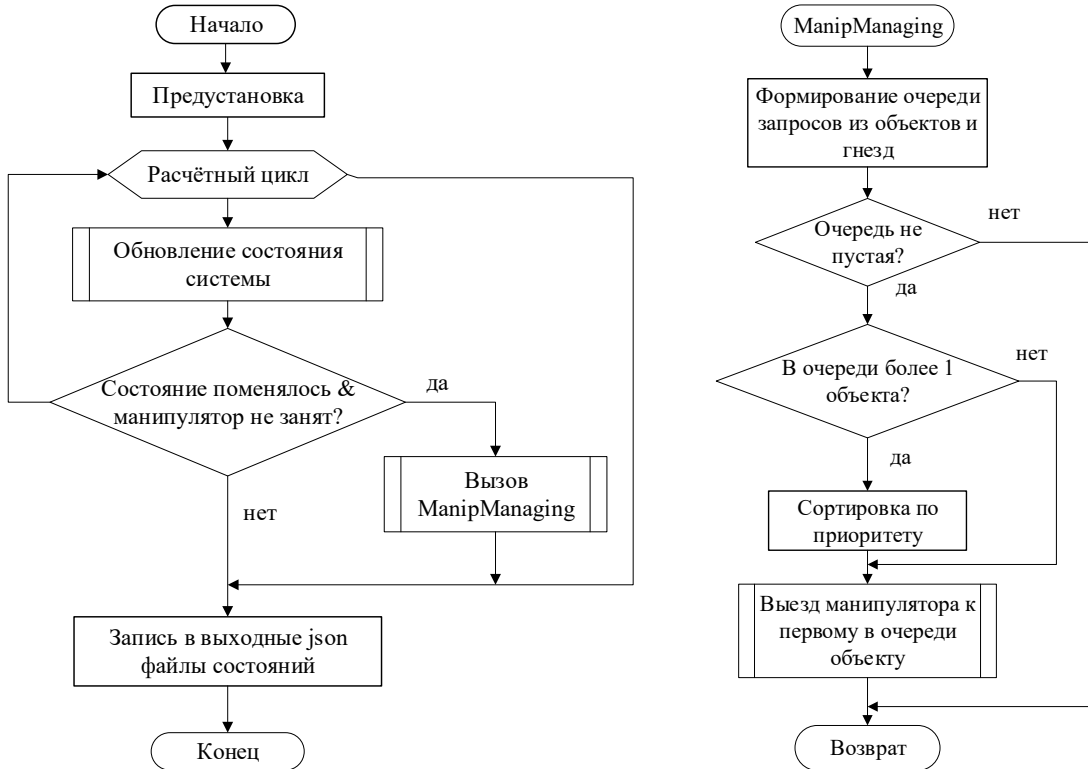 Начало
Предустановка
Расчётный цикл
Обновление состояния
системы
Состояние поменялось &
манипулятор не занят?
да
Вызов
ManipManaging
нет
Запись в выходные json
файлы состояний
Конец
ManipManaging
Формирование очереди
запросов из объектов и
гнезд
Очередь не
пустая?
нет
да
В очереди более 1
объекта?
нет
да
Сортировка по
приоритету
Выезд манипулятора к
первому в очереди
объекту
Возврат